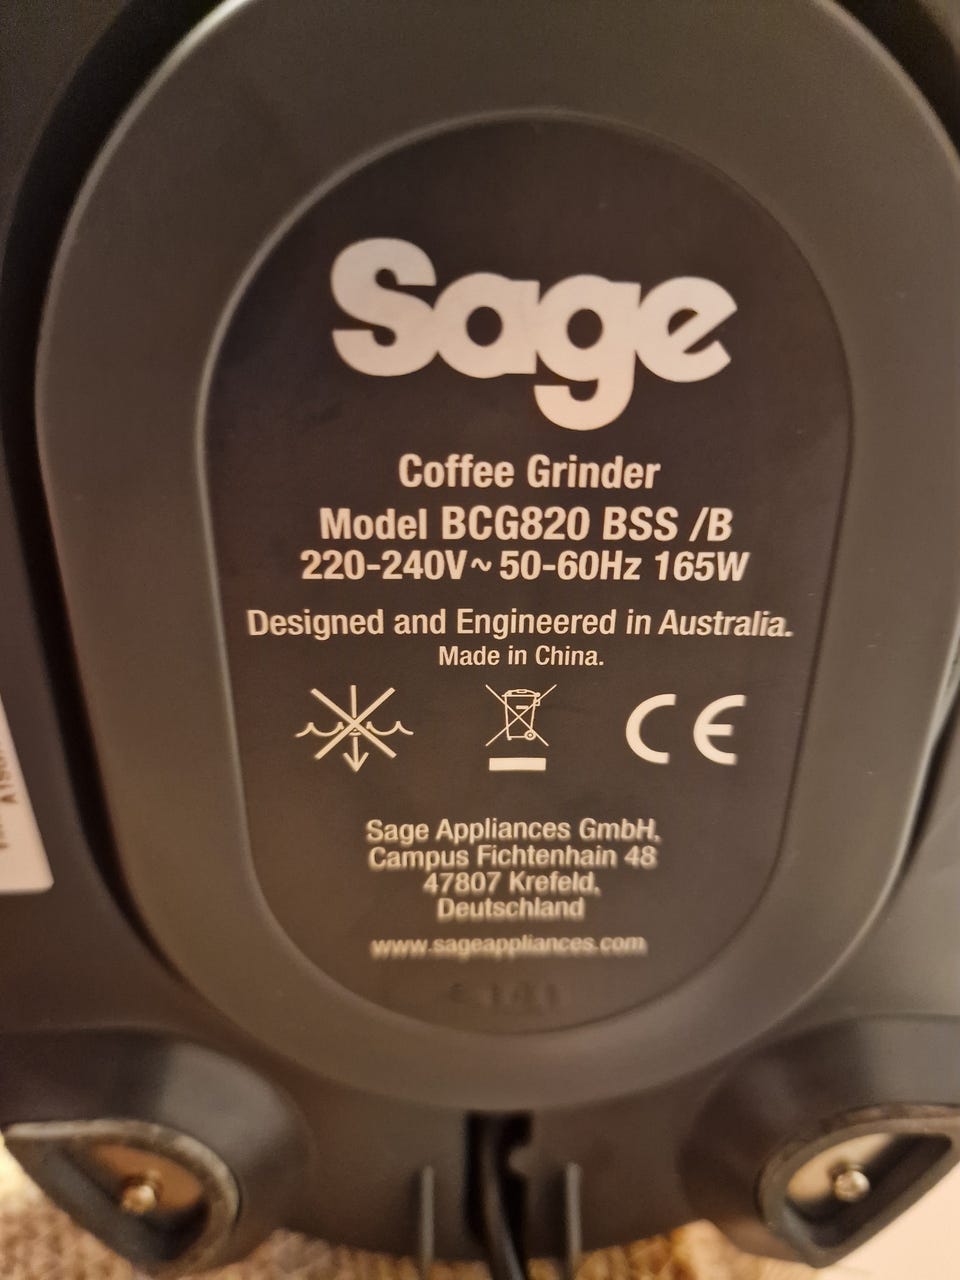 Sage
Coffee Grinder
Model BCG820 BSS /B
220-240V~ 50-60Hz 165W
Designed and Engineered in Australia.
Made in China.
CE
Sage Appliances GmbH,
Campus Fichtenhain 48
47807 Krefeld,
Deutschland
www.sageappliances.com